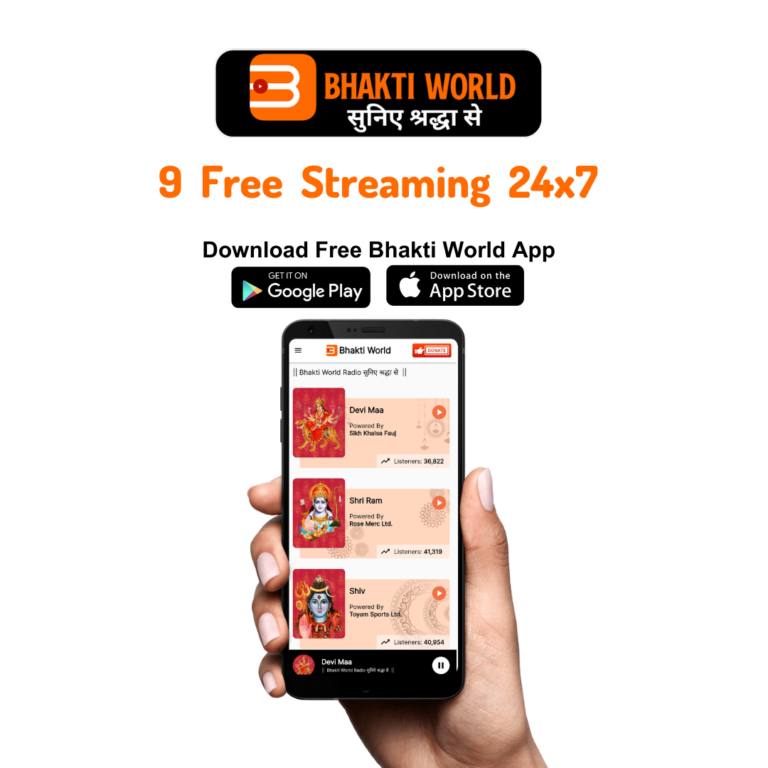 BHAKTI WORLD
सुनिए श्रद्धा से
9 Free Streaming 24x7
Download Free Bhakti World App
GET IT ON
Google Play
Download on the
App Store
Bhakti World
DONATE
|| Bhakti World Radio सुनिए श्रद्धा से ||
Devi Maa
Powered By
Sikh Khalsa Fauj
Listeners: 36,822
Shri Ram
Powered By
Rose Merc Ltd.
Listeners: 41,319
Shiv
Powered By
Toyam Sports Ltd.
Listeners: 40,954
Devi Maa
|| Bhakti World Radio सुनिये श्रद्धा से ||